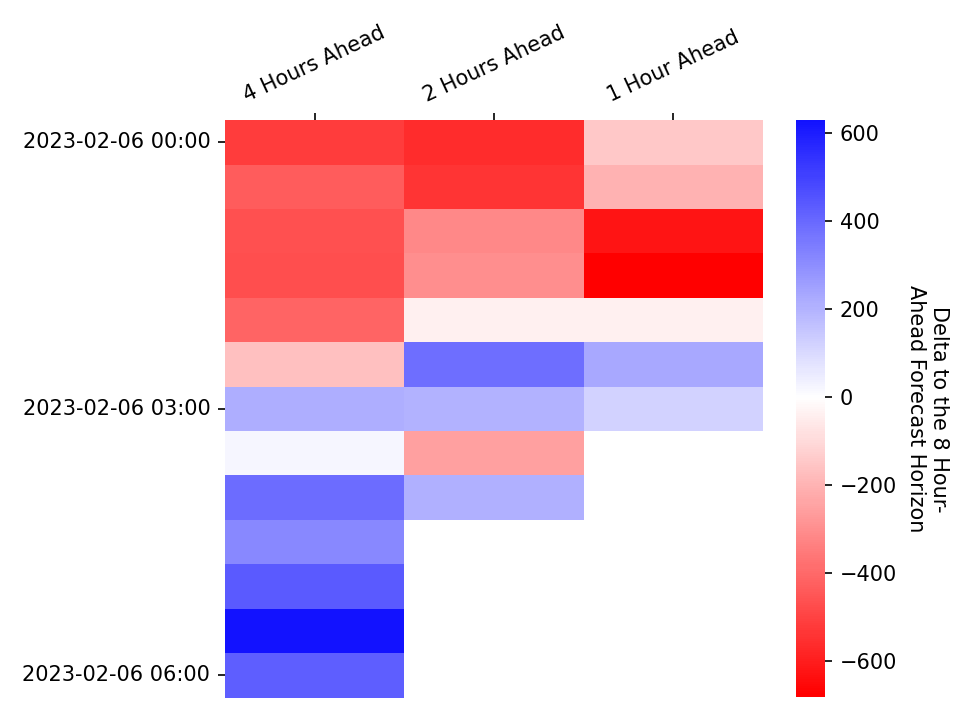 4 Hours Ahead
2 Hours Ahead
1 Hour Ahead
2023-02-06 00:00
2023-02-06 03:00
2023-02-06 06:00
600
400
200
0
−200
−400
−600
Delta to the 8 Hour-
Ahead Forecast Horizon